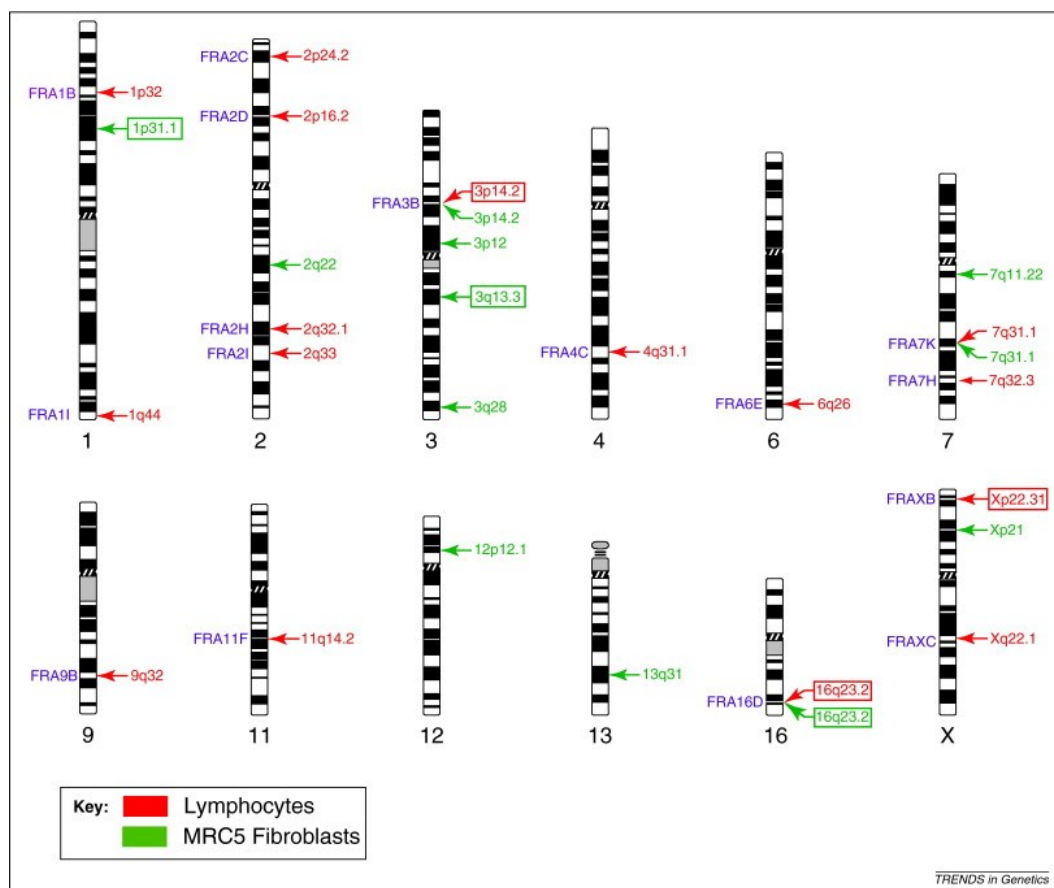 FRA1B
1p32
1p31.1
FRA1I
1q44
1
FRA2C
2p24.2
FRA2D
2p16.2
2q22
FRA2H
2q32.1
FRA2I
2q33
2
FRA3B
3p14.2
3p14.2
3p12
3q13.3
3q28
3
FRA4C
4q31.1
4
FRA6E
6q26
6
7q11.22
FRA7K
7q31.1
7q31.1
FRA7H
7q32.3
7
FRA9B
9q32
9
FRA11F
11q14.2
11
12p12.1
12
13q31
13
FRA16D
16q23.2
16q23.2
16
FRAXB
Xp22.31
Xp21
FRAXC
Xq22.1
X
Key: Lymphocytes
MRC5 Fibroblasts
TRENDS in Genetics